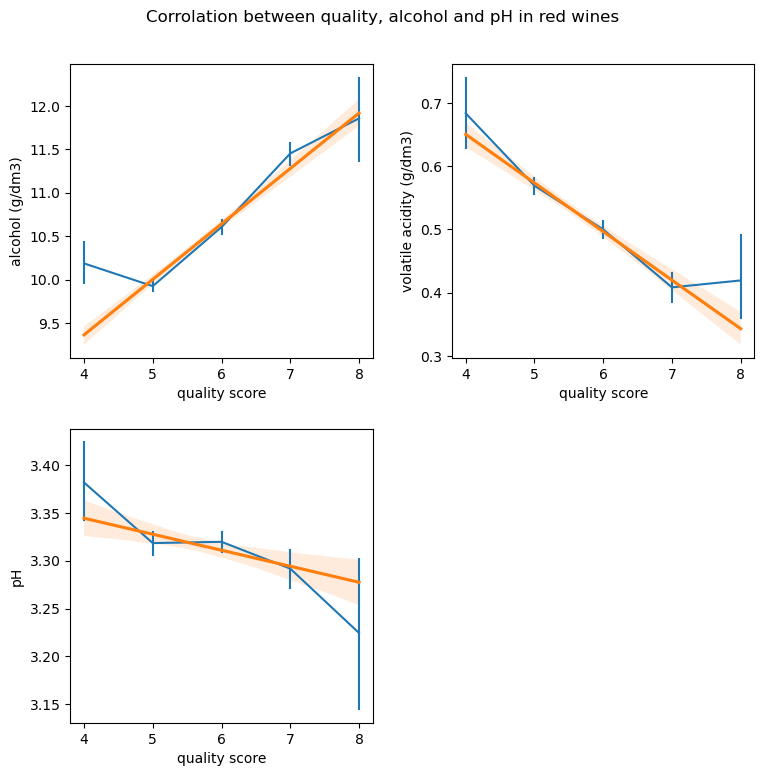 Corrolation between quality, alcohol and pH in red wines
alcohol (g/dm3)
12.0
11.5
11.0
10.5
10.0
9.5
4 5 6 7 8
quality score
volatile acidity (g/dm3)
0.7
0.6
0.5
0.4
0.3
4 5 6 7 8
quality score
pH
3.40
3.35
3.30
3.25
3.20
3.15
4 5 6 7 8
quality score